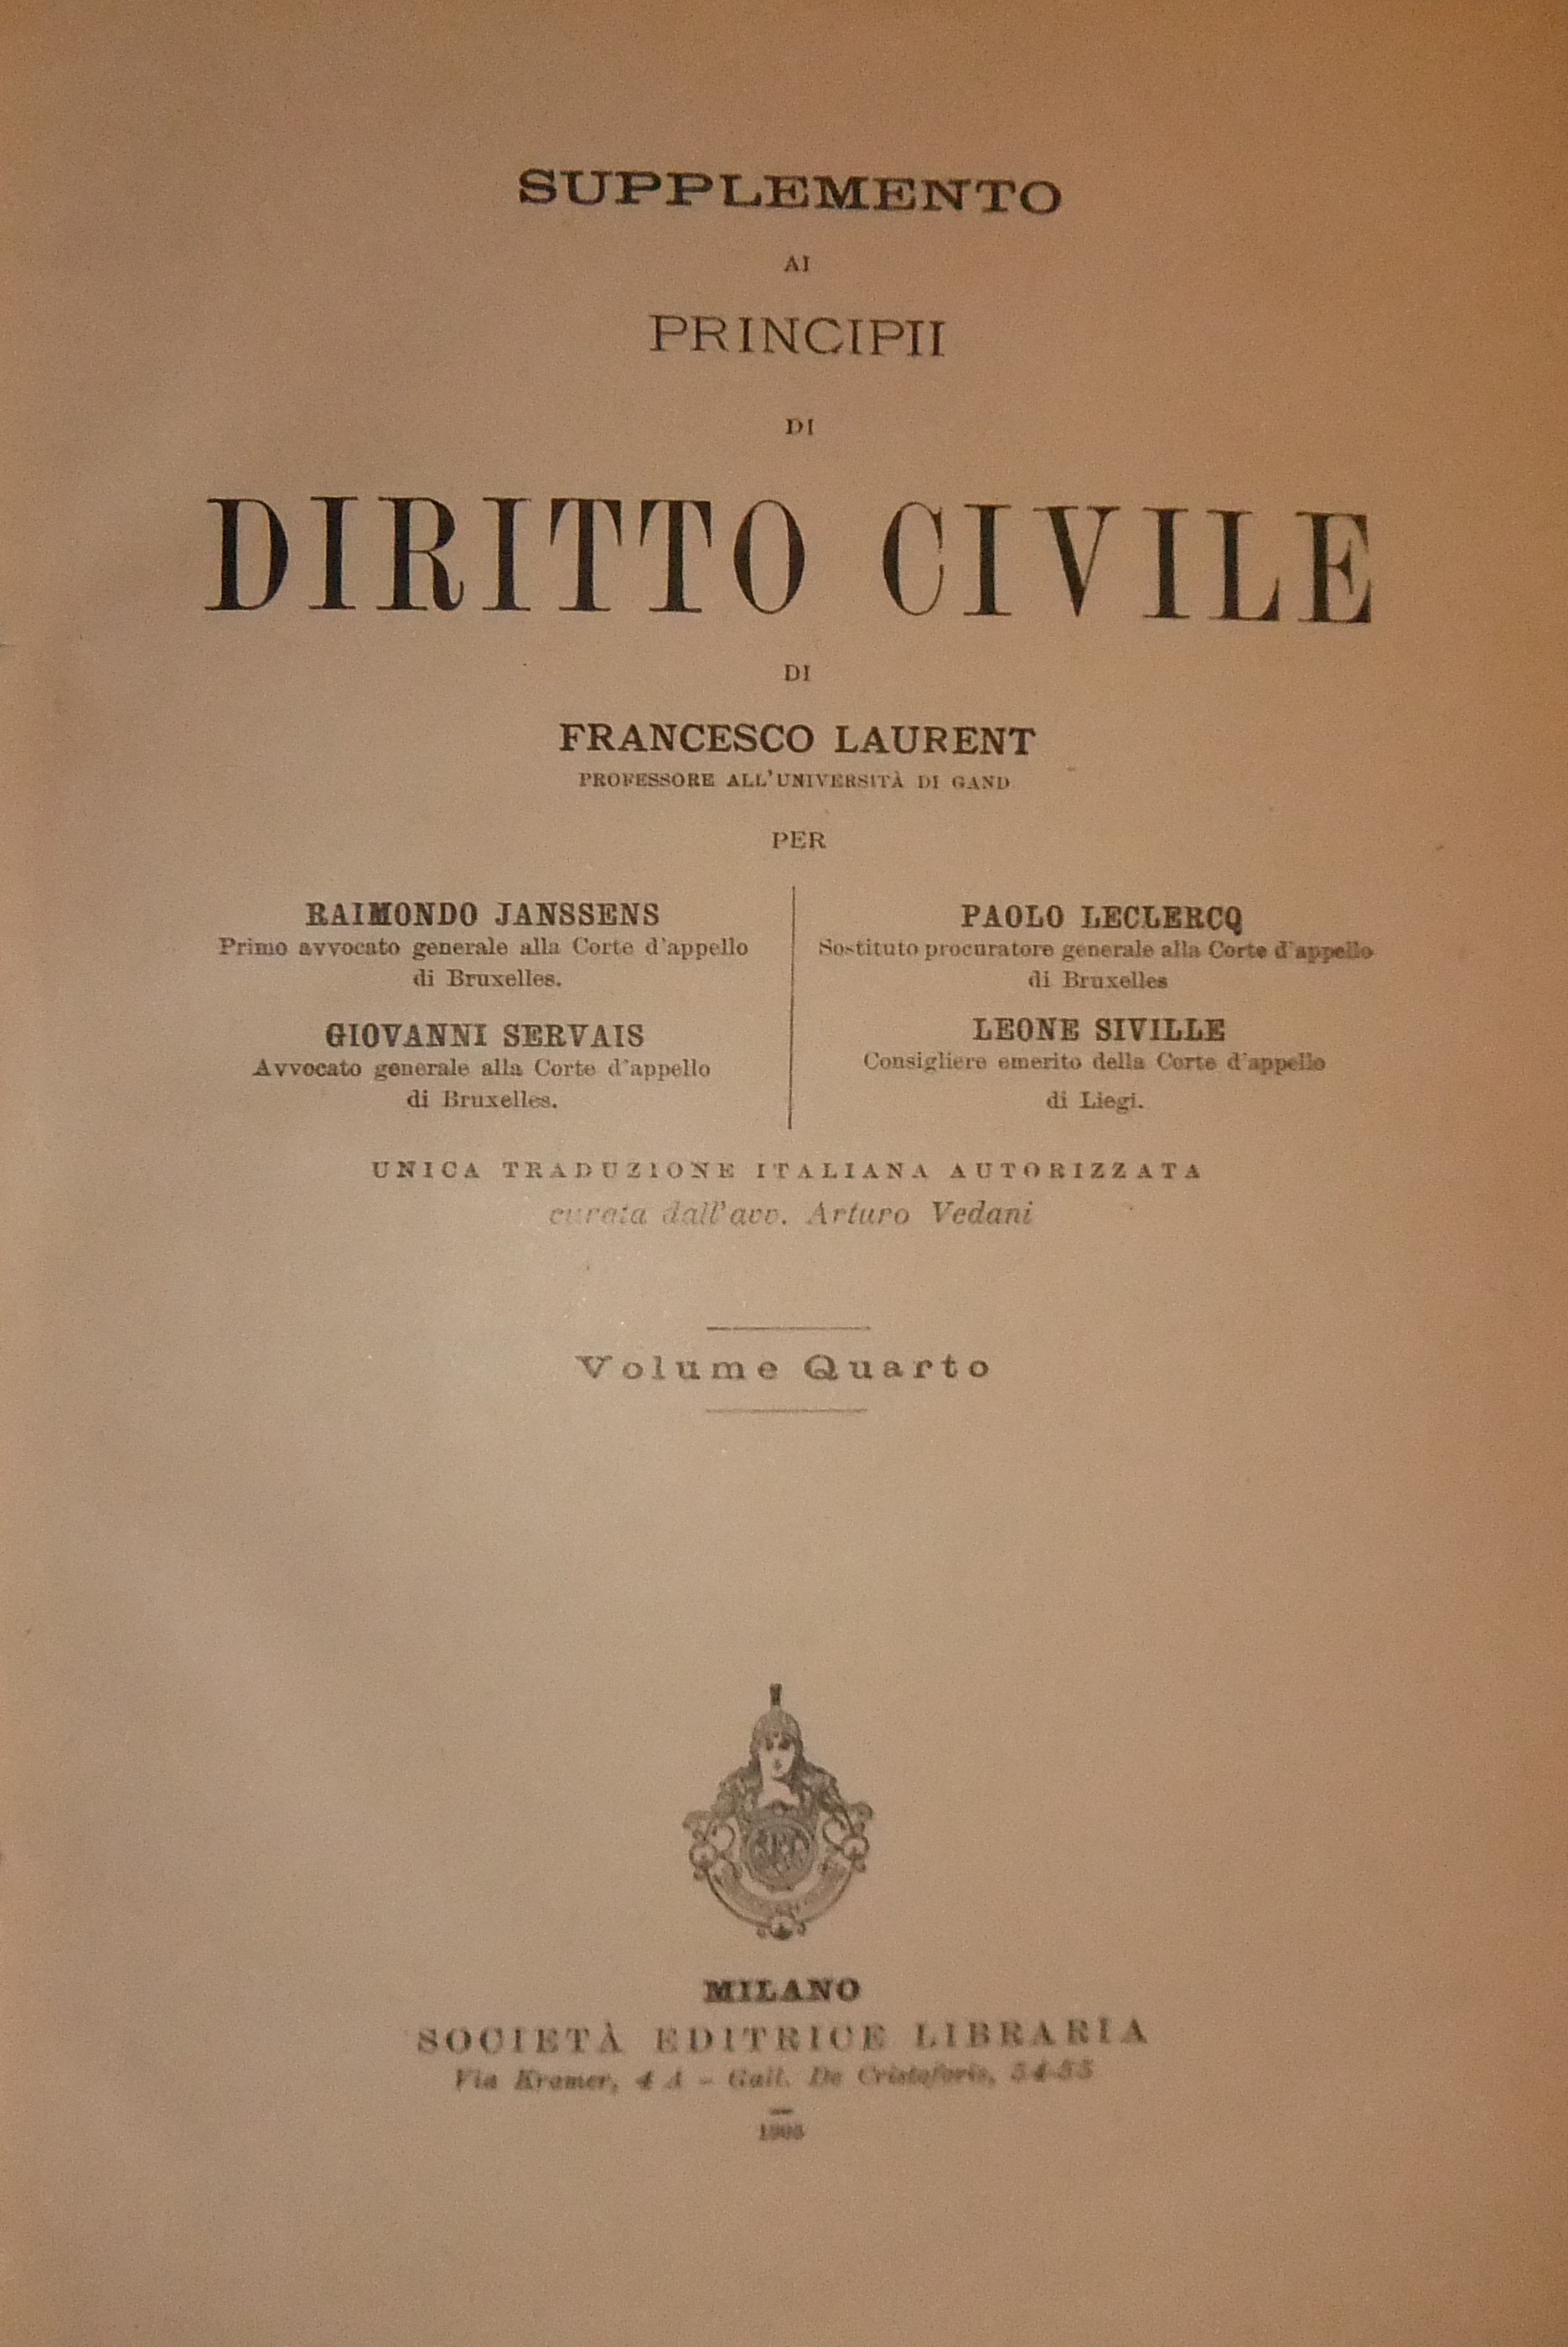 SUPPLEMENTO
AI
PRINCIPII
DI
DIRITTO CIVILE
DI
FRANCESCO LAURENT
PROFESSORE ALL'UNIVERSITÀ DI GAND
PER
RAIMONDO JANSSENS
Primo avvocato generale alla Corte d'appello
di Bruxelles.
GIOVANNI SERVAIS
Avvocato generale alla Corte d'appello
di Bruxelles.
PAOLO LECLERCQ
Sostituto procuratore generale alla Corte d'appello
di Bruxelles
LEONE SIVILLE
Consigliere emerito della Corte d'appello
di Liegi.
UNICA TRADUZIONE ITALIANA AUTORIZZATA
curata dall'avv. Arturo Vedani
Volume Quarto
MILANO
SOCIETÀ EDITRICE LIBRARIA
Via Kramer, 4 A - Gall. De Cristoforis, 54-55